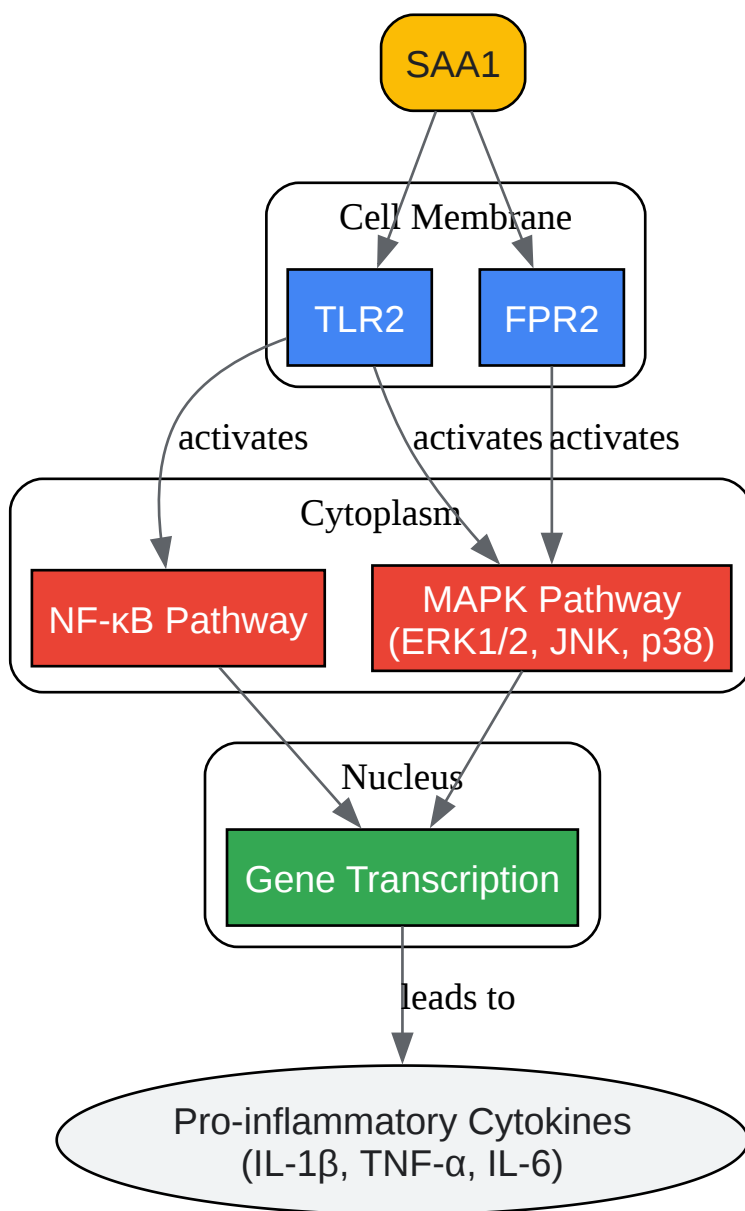 SAA1
Cell Membrane
TLR2
FPR2
activates
activates
activates
Cytoplasm
NF-κB Pathway
MAPK Pathway
(ERK1/2, JNK, p38)
Nucleus
Gene Transcription
leads to
Pro-inflammatory Cytokines
(IL-1β, TNF-α, IL-6)